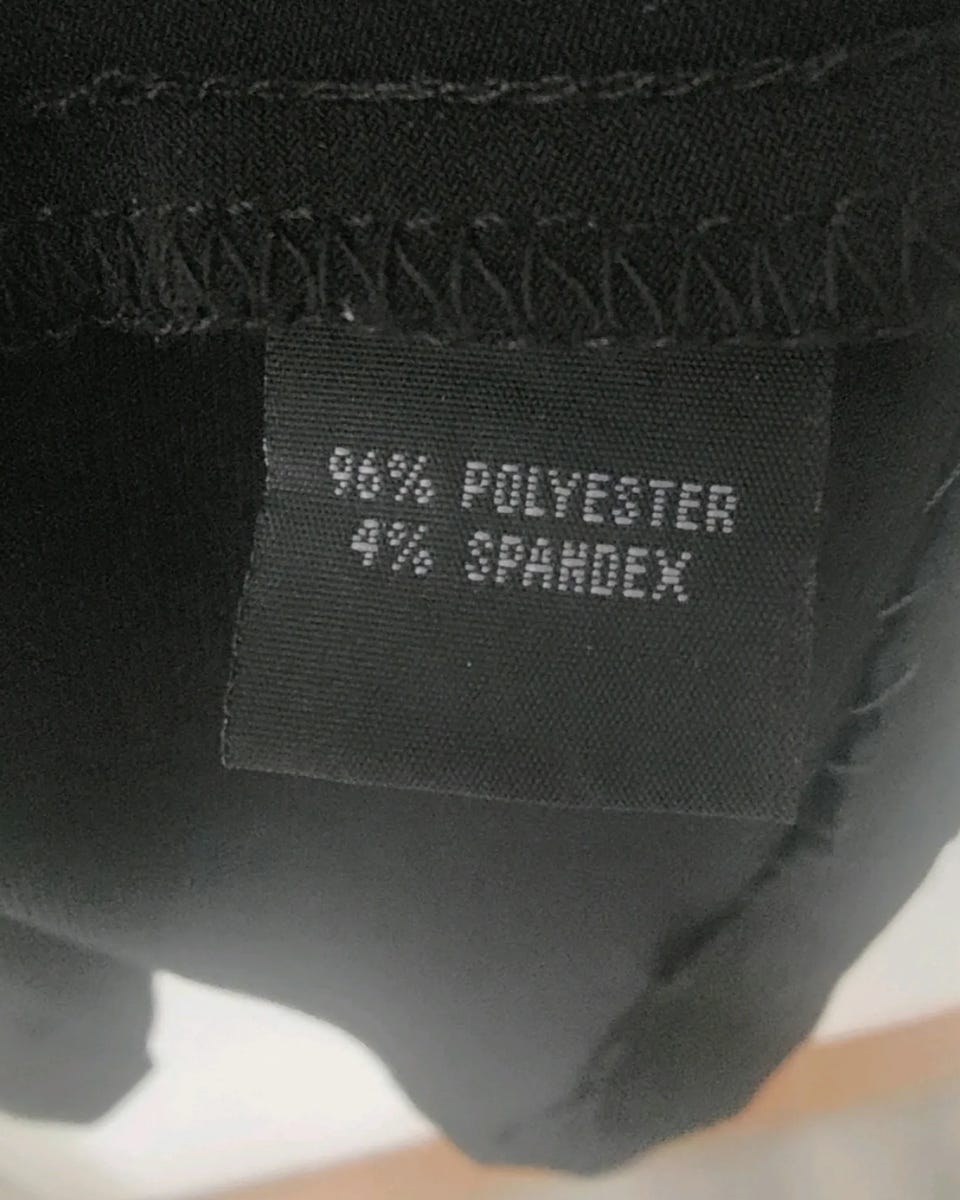 96% POLYESTER
4% SPANDEX